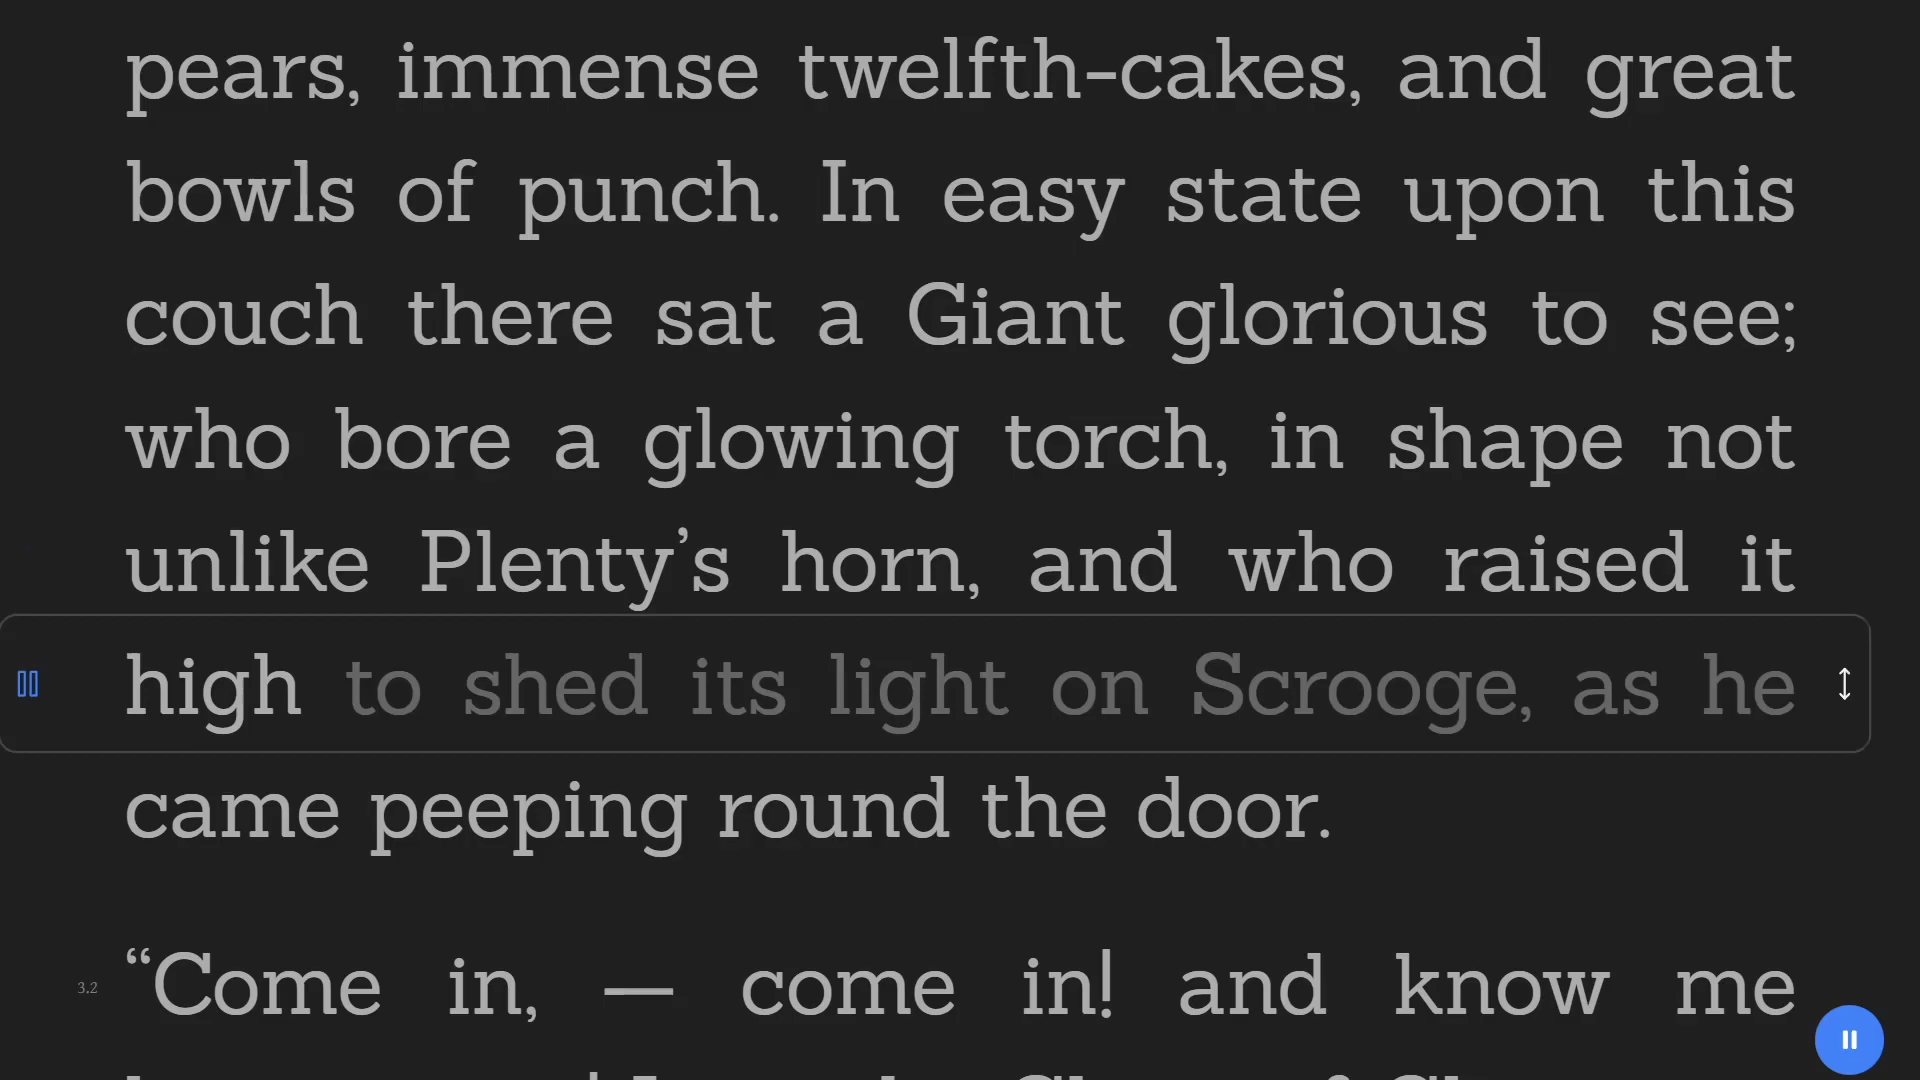 pears, immense twelfth-cakes, and great
bowls of punch. In easy state upon this
couch there sat a Giant glorious to see;
who bore a glowing torch, in shape not
unlike Plenty’s horn, and who raised it
high to shed its light on Scrooge, as he
came peeping round the door.
3.2 “Come in, — come in! and know me